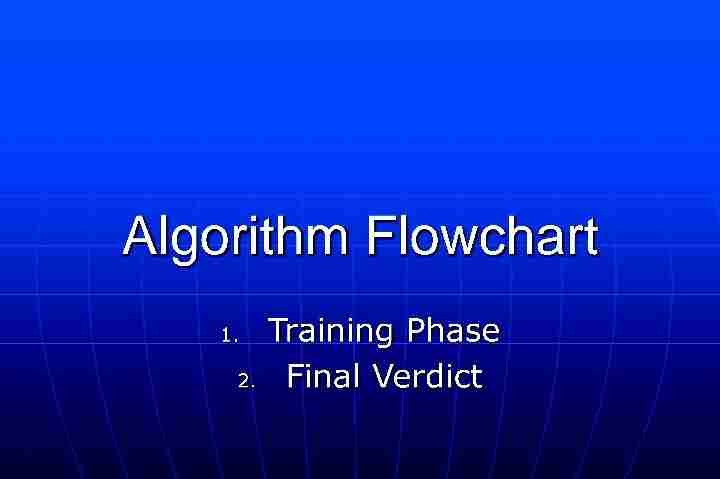 Algorithm Flowchart
1. Training Phase
2. Final Verdict